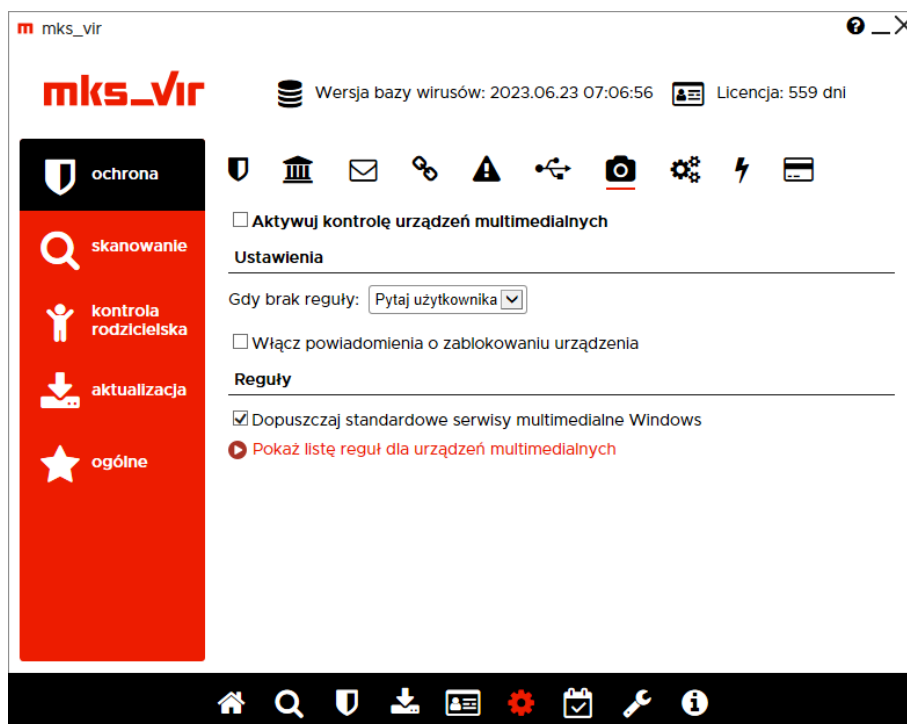 mks_vir
mks_vir
Wersja bazy wirusów: 2023.06.23 07:06:56
Licencja: 559 dni
ochrona
skanowanie
kontrola
rodzicielska
aktualizacja
ogólne
Aktywuj kontrolę urządzeń multimedialnych
Ustawienia
Gdy brak reguły: Pytaj użytkownika
Włącz powiadomienia o zablokowaniu urządzenia
Reguły
Dopuszczaj standardowe serwisy multimedialne Windows
Pokaż listę reguł dla urządzeń multimedialnych